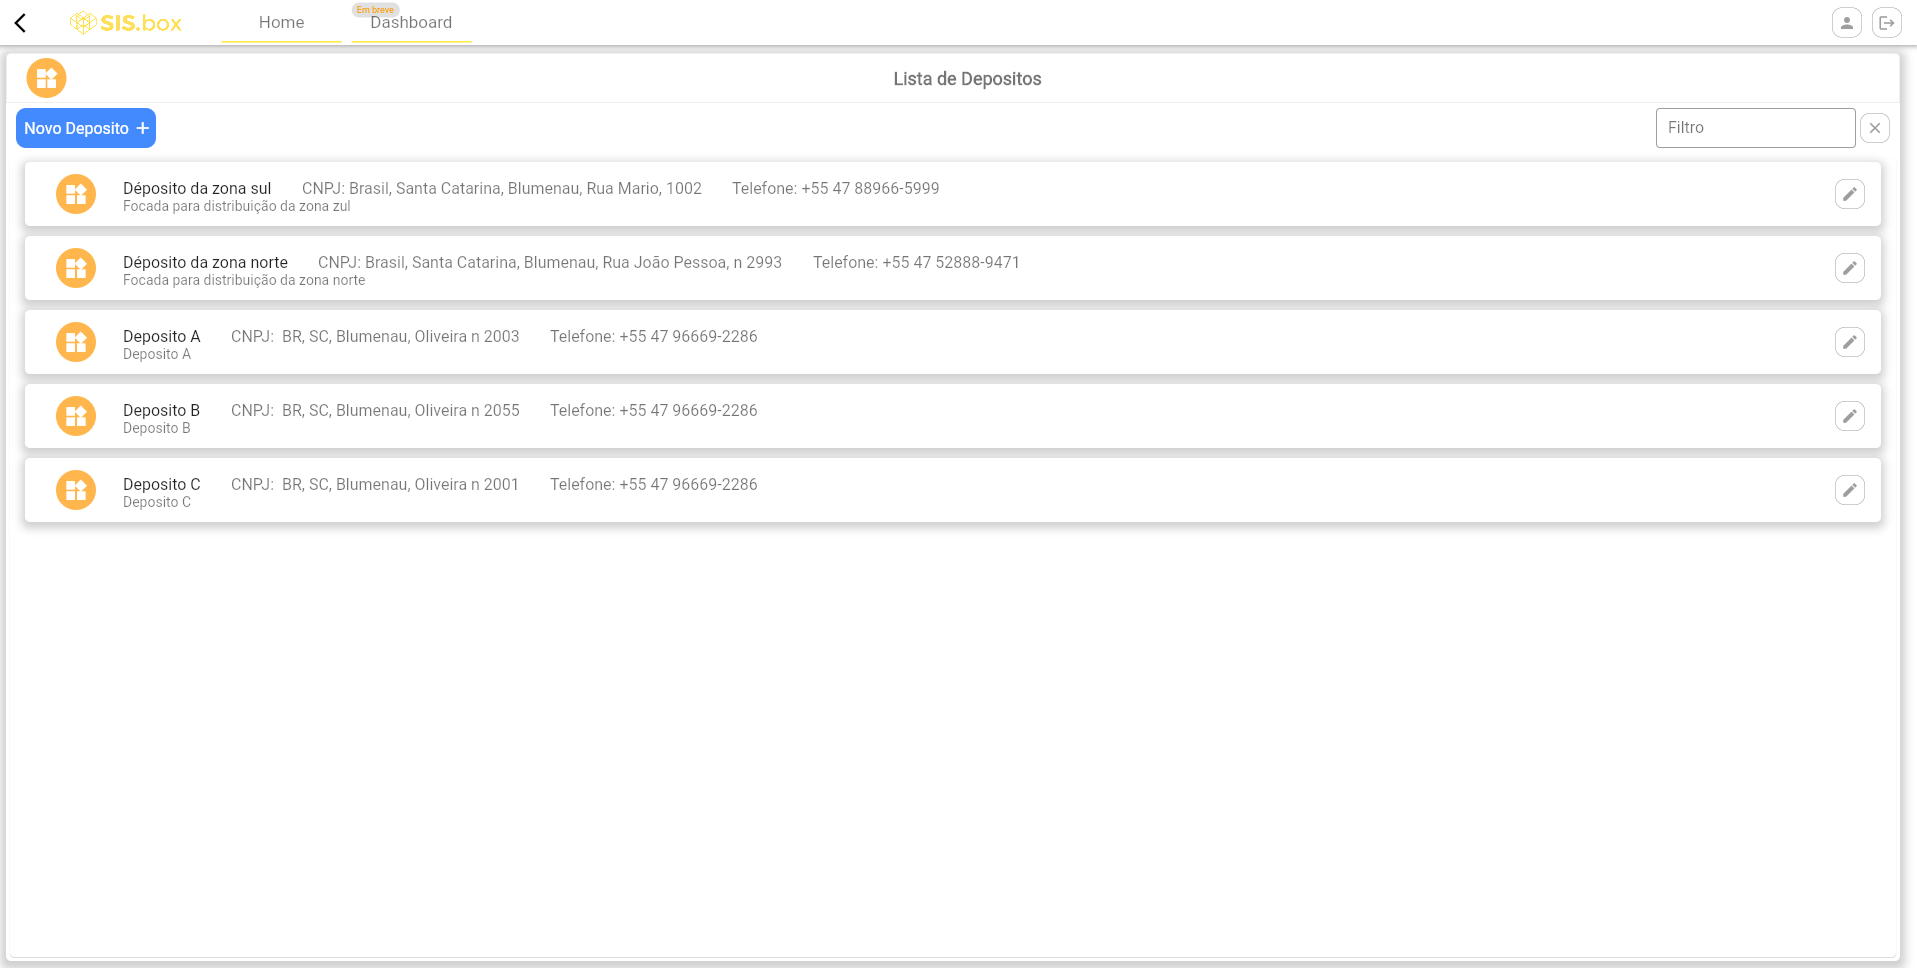 SIS.box
Home
Em breve
Dashboard
Lista de Depositos
Novo Deposito +
Filtro
Déposito da zona sul CNPJ: Brasil, Santa Catarina, Blumenau, Rua Mario, 1002 Telefone: +55 47 88966-5999
Focada para distribuição da zona zul
Déposito da zona norte CNPJ: Brasil, Santa Catarina, Blumenau, Rua João Pessoa, n 2993 Telefone: +55 47 52888-9471
Focada para distribuição da zona norte
Deposito A CNPJ: BR, SC, Blumenau, Oliveira n 2003 Telefone: +55 47 96669-2286
Deposito A
Deposito B CNPJ: BR, SC, Blumenau, Oliveira n 2055 Telefone: +55 47 96669-2286
Deposito B
Deposito C CNPJ: BR, SC, Blumenau, Oliveira n 2001 Telefone: +55 47 96669-2286
Deposito C